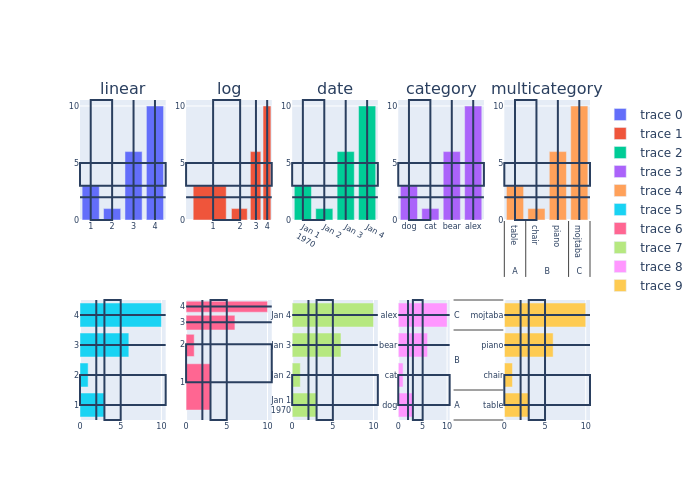 linear log date category multicategory
10 10 10 10 10
5 5 5 5 5
0 0 0 0 0
1 2 3 4
1 2 3 4
Jan 1
1970
Jan 2
Jan 3
Jan 4
dog cat bear alex
table chair piano mojtaba
A B C
trace 0
trace 1
trace 2
trace 3
trace 4
trace 5
trace 6
trace 7
trace 8
trace 9
4
3
2
1
0 5 10
4
3
2
1
0 5 10
Jan 4
Jan 3
Jan 2
Jan 1
1970
0 5 10
alex
bear
cat
dog
0 5 10
C mojtaba
piano
B
chair
A table
0 5 10